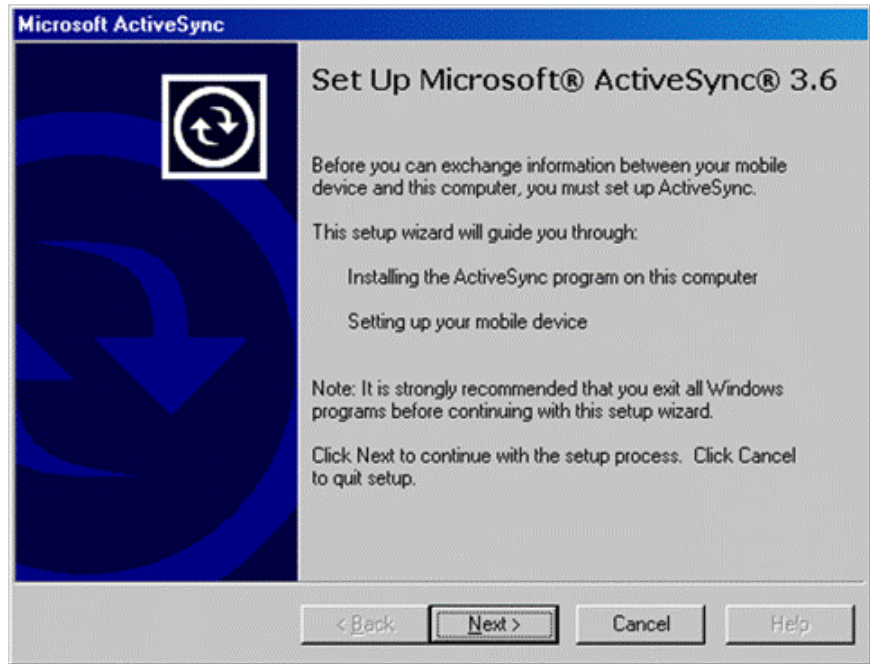 Microsoft ActiveSync
Set Up Microsoft® ActiveSync® 3.6
Before you can exchange information between your mobile
device and this computer, you must set up ActiveSync.
This setup wizard will guide you through:
Installing the ActiveSync program on this computer
Setting up your mobile device
Note: It is strongly recommended that you exit all Windows
programs before continuing with this setup wizard.
Click Next to continue with the setup process. Click Cancel
to quit setup.
< Back Next > Cancel Help